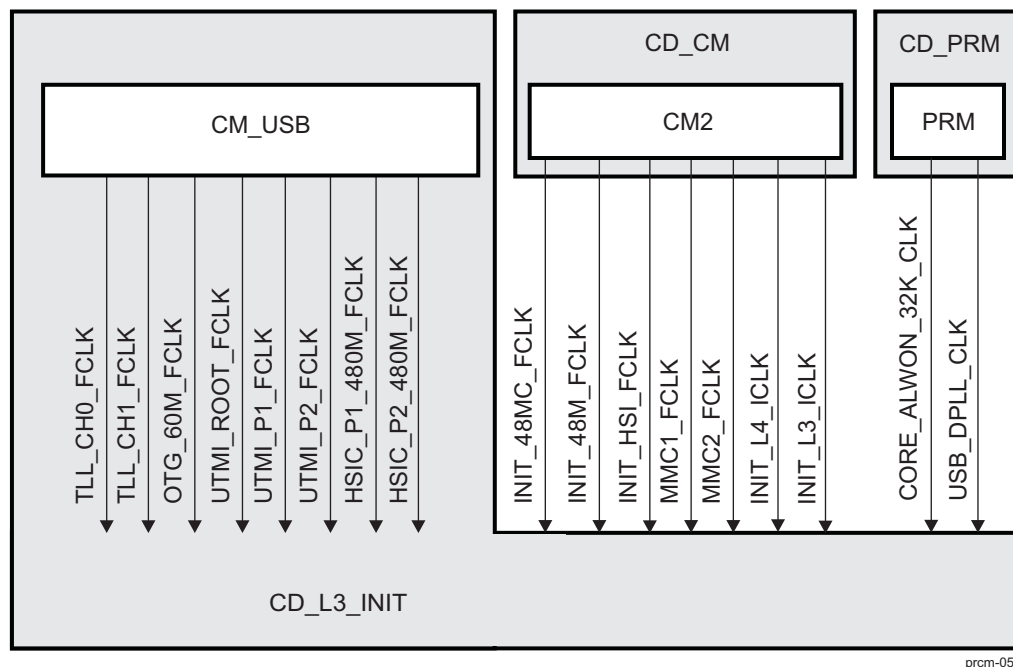 CD_CM
CD_PRM
CM_USB
CM2
PRM
TLL_CH0_FCLK
TLL_CH1_FCLK
OTG_60M_FCLK
UTMI_ROOT_FCLK
UTMI_P1_FCLK
UTMI_P2_FCLK
HSIC_P1_480M_FCLK
HSIC_P2_480M_FCLK
INIT_48MC_FCLK
INIT_48M_FCLK
INIT_HSI_FCLK
MMC1_FCLK
MMC2_FCLK
INIT_L4_ICLK
INIT_L3_ICLK
CORE_ALWON_32K_CLK
USB_DPLL_CLK
CD_L3_INIT
prcm-05